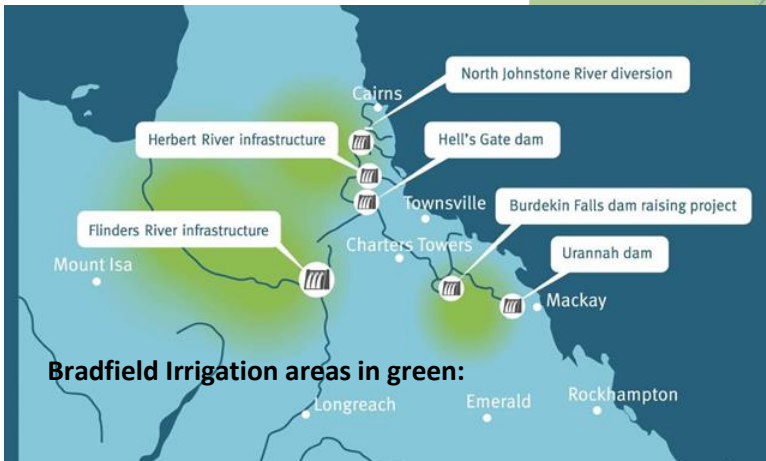 North Johnstone River diversion
Cairns
Herbert River infrastructure
Hell's Gate dam
Townsville
Burdekin Falls dam raising project
Flinders River infrastructure
Charters Towers
Urannah dam
Mount Isa
Mackay
Bradfield Irrigation areas in green:
Longreach
Emerald
Rockhampton